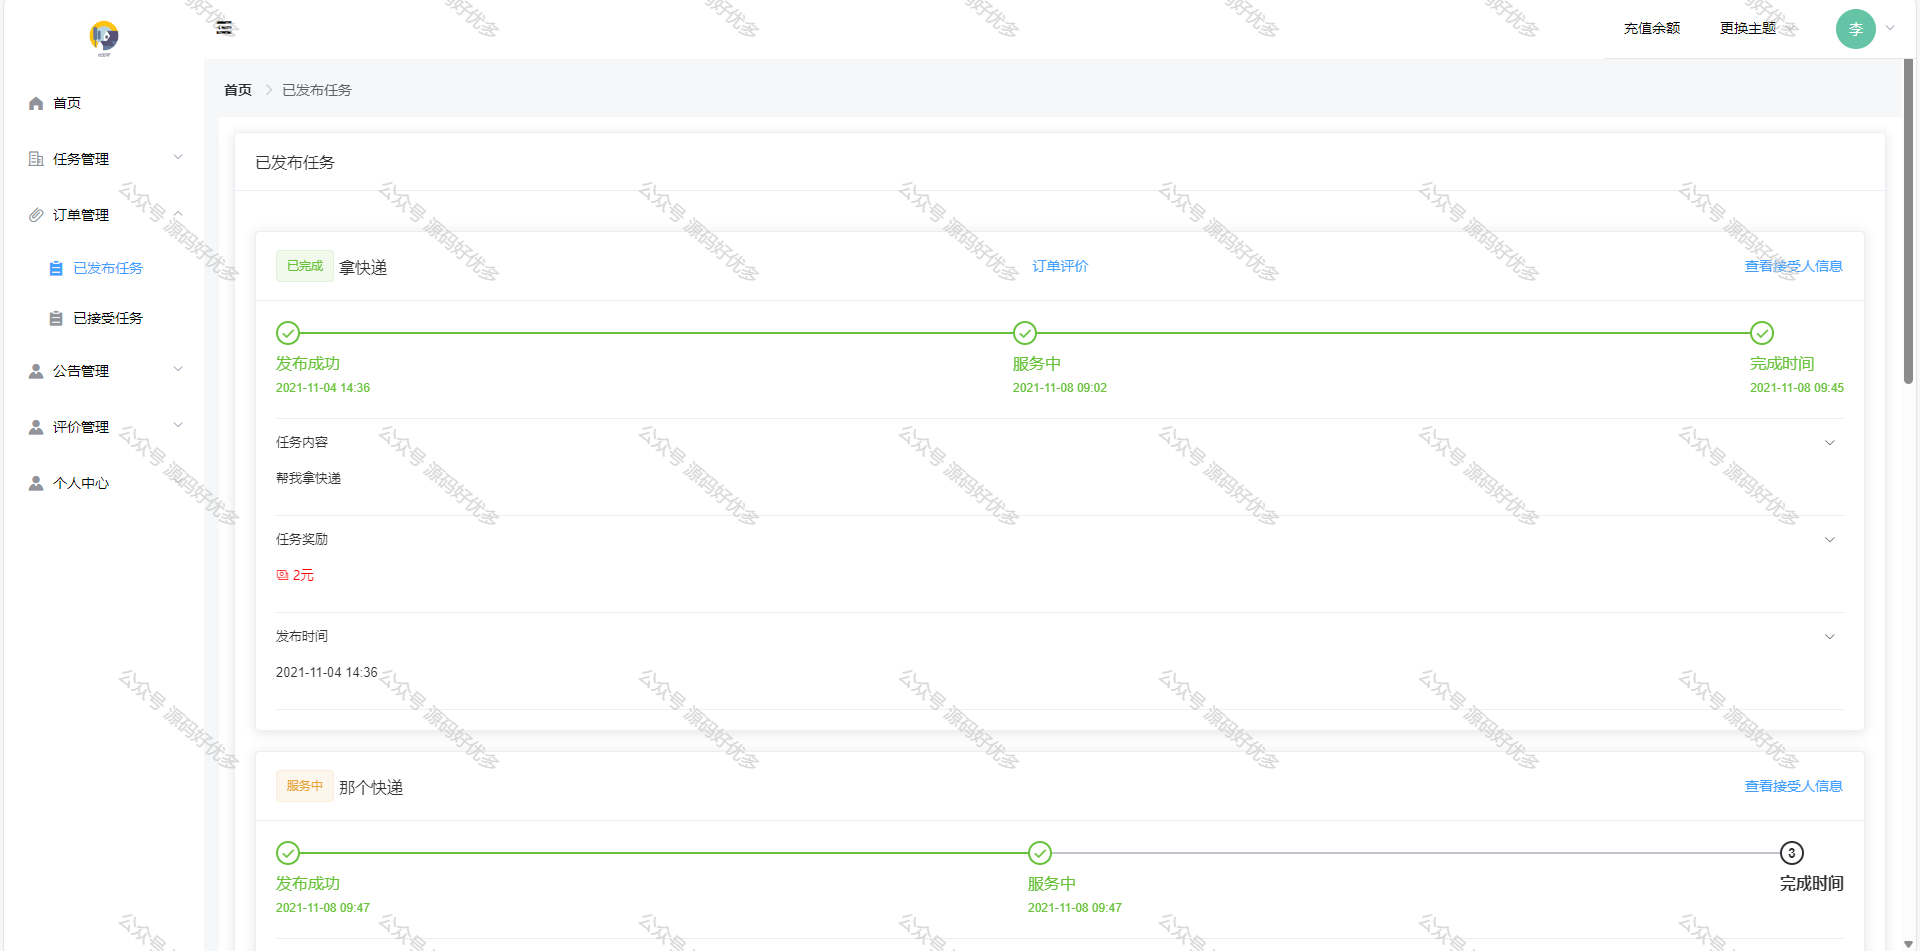 充值余额
更换主题
李
首页
任务管理
订单管理
已发布任务
已接受任务
公告管理
评价管理
个人中心
首页
已发布任务
已发布任务
已完成
拿快递
订单评价
查看接受人信息
发布成功
2021-11-04 14:36
服务中
2021-11-08 09:02
完成时间
2021-11-08 09:45
任务内容
帮我拿快递
任务奖励
2元
发布时间
2021-11-04 14:36
服务中
那个快递
查看接受人信息
发布成功
2021-11-08 09:47
服务中
2021-11-08 09:47
3
完成时间
公众号 源码好优多